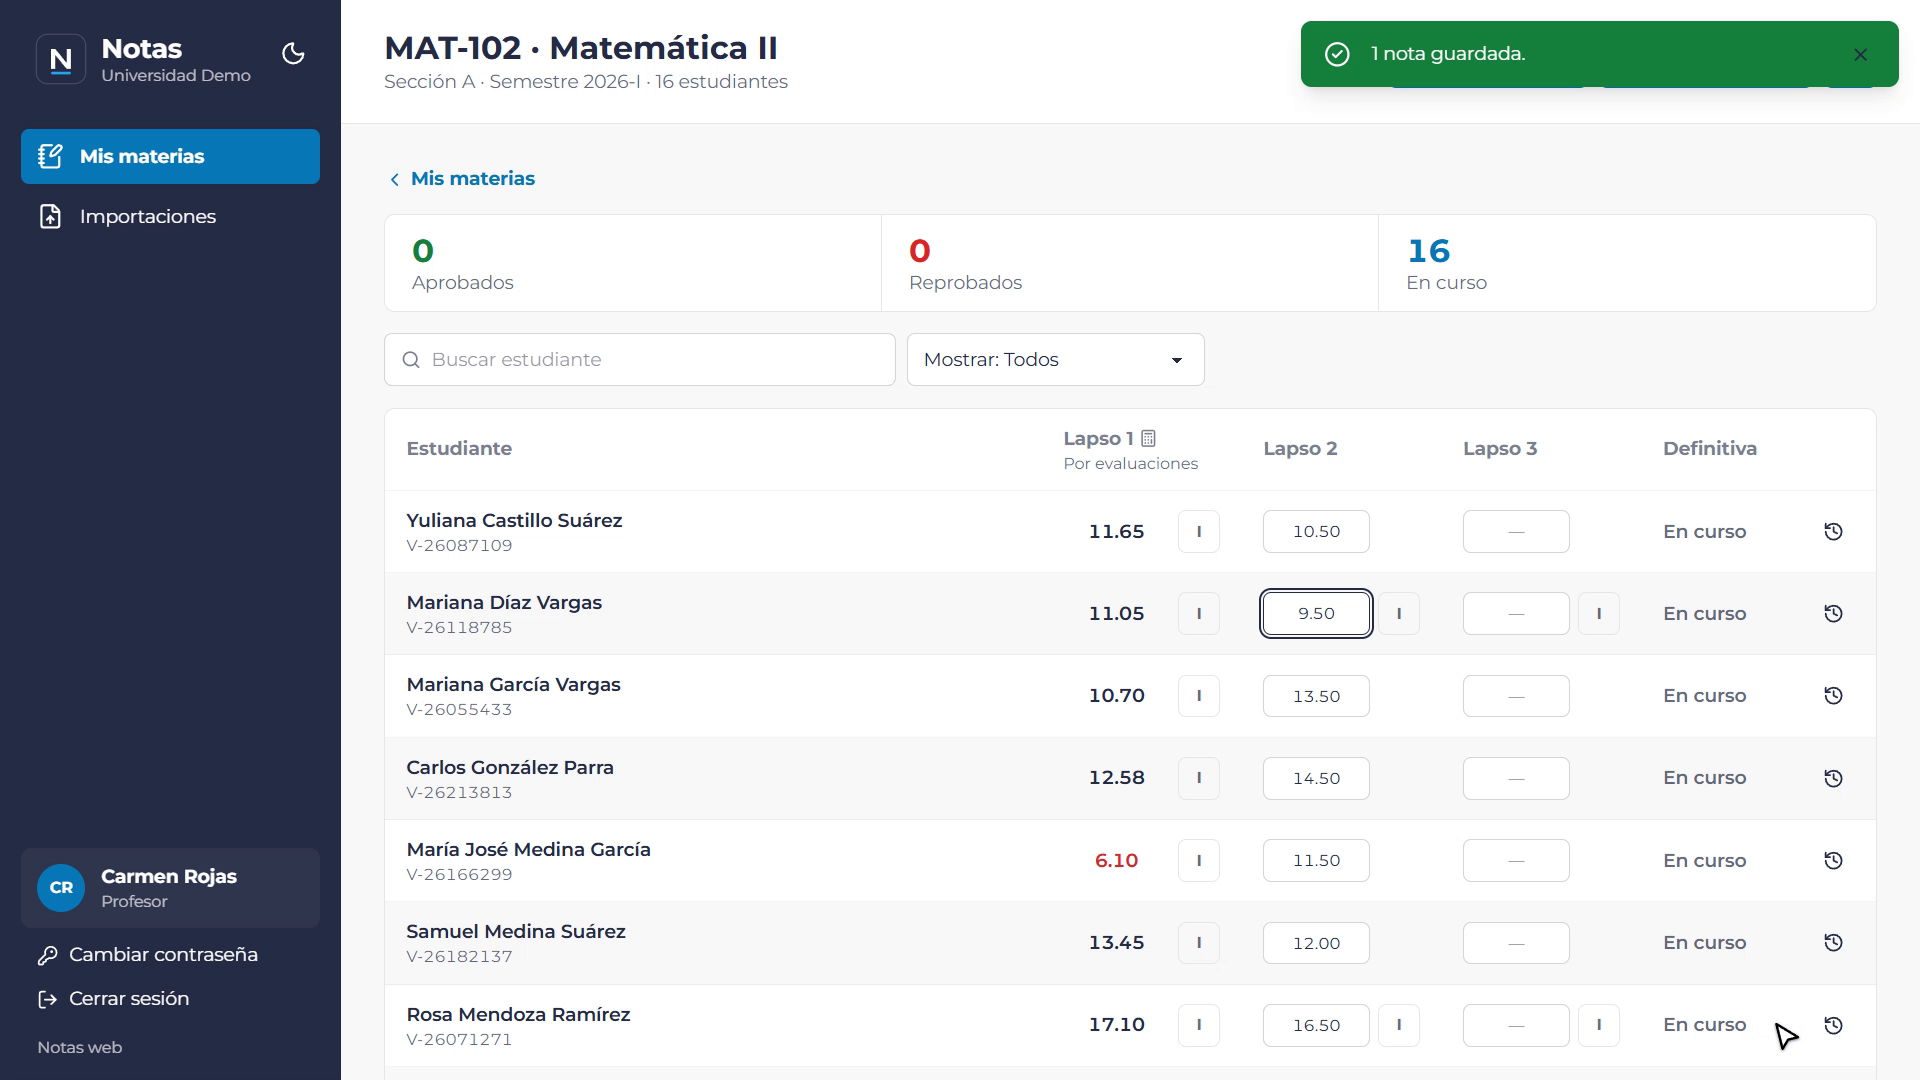 N
Notas
Universidad Demo
Mis materias
Importaciones
CR
Carmen Rojas
Profesor
Cambiar contraseña
Cerrar sesión
Notas web
MAT-102 · Matemática II
Sección A · Semestre 2026-I · 16 estudiantes
1 nota guardada.
Mis materias
0
Aprobados
0
Reprobados
16
En curso
Buscar estudiante
Mostrar: Todos
Estudiante Lapso 1 Lapso 2 Lapso 3 Definitiva
Por evaluaciones
Yuliana Castillo Suárez 11.65 I 10.50 — En curso
V-26087109
Mariana Díaz Vargas 11.05 I 9.50 I — I En curso
V-26118785
Mariana García Vargas 10.70 I 13.50 — En curso
V-26055433
Carlos González Parra 12.58 I 14.50 — En curso
V-26213813
María José Medina García 6.10 I 11.50 — En curso
V-26166299
Samuel Medina Suárez 13.45 I 12.00 — En curso
V-26182137
Rosa Mendoza Ramírez 17.10 I 16.50 I — I En curso
V-26071271